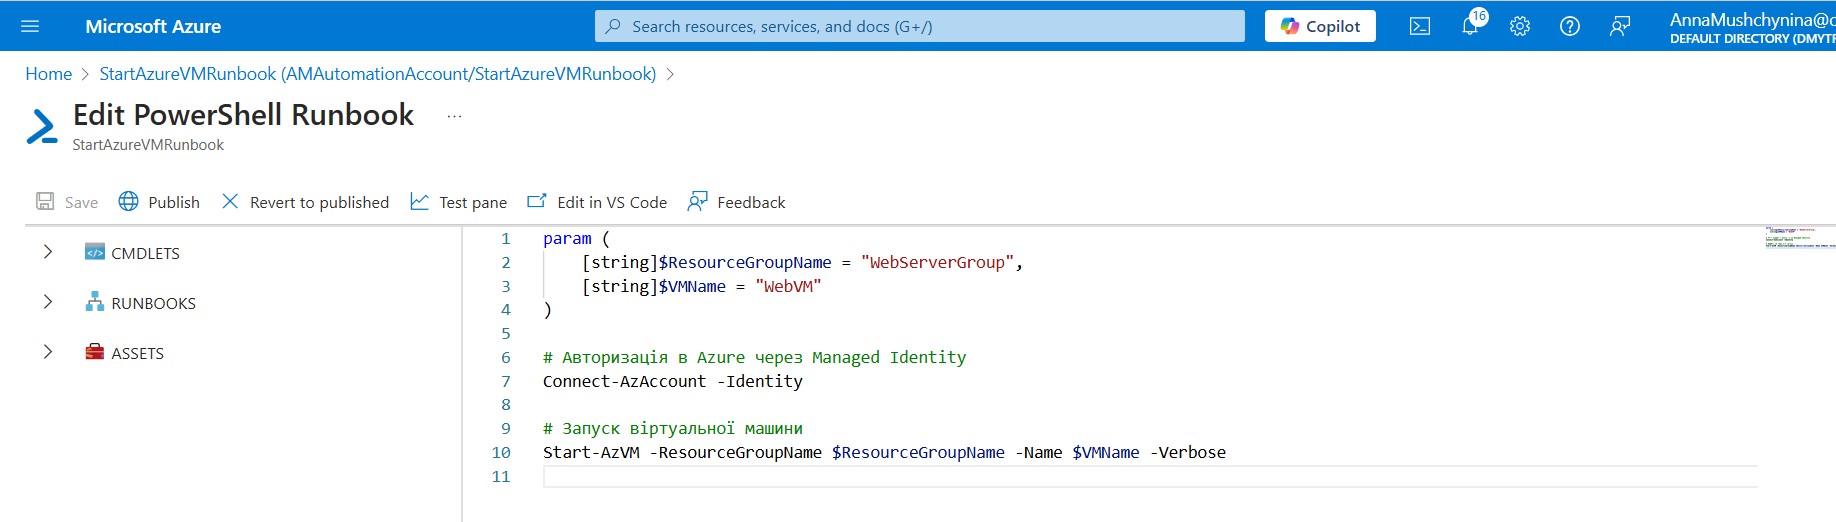 Microsoft Azure
Search resources, services, and docs (G+/)
Copilot
16
AnnaMushchynina@
DEFAULT DIRECTORY
Home > StartAzureVMRunbook (AMAutomationAccount/StartAzureVMRunbook) >
Edit PowerShell Runbook ...
StartAzureVMRunbook
Save Publish Revert to published Test pane Edit in VS Code Feedback
CMDLETS
RUNBOOKS
ASSETS
1 param (
2 [string]$ResourceGroupName = "WebServerGroup",
3 [string]$VMName = "WebVM"
4 )
5
6 # Авторизація в Azure через Managed Identity
7 Connect-AzAccount -Identity
8
9 # Запуск віртуальної машини
10 Start-AzVM -ResourceGroupName $ResourceGroupName -Name $VMName -Verbose
11